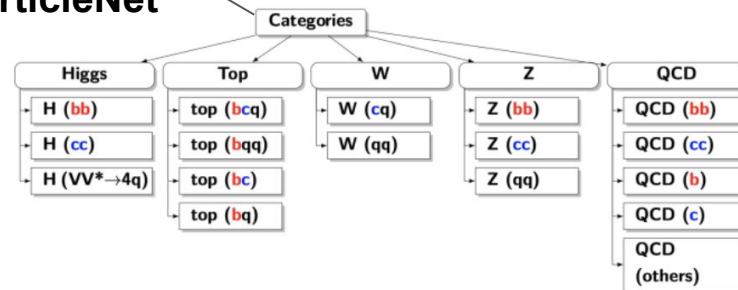 rticleNet
Categories
Higgs
H (bb)
H (cc)
H (VV*→4q)
Top
top (bcq)
top (bqq)
top (bc)
top (bq)
W
W (cq)
W (qq)
Z
Z (bb)
Z (cc)
Z (qq)
QCD
QCD (bb)
QCD (cc)
QCD (b)
QCD (c)
QCD
(others)